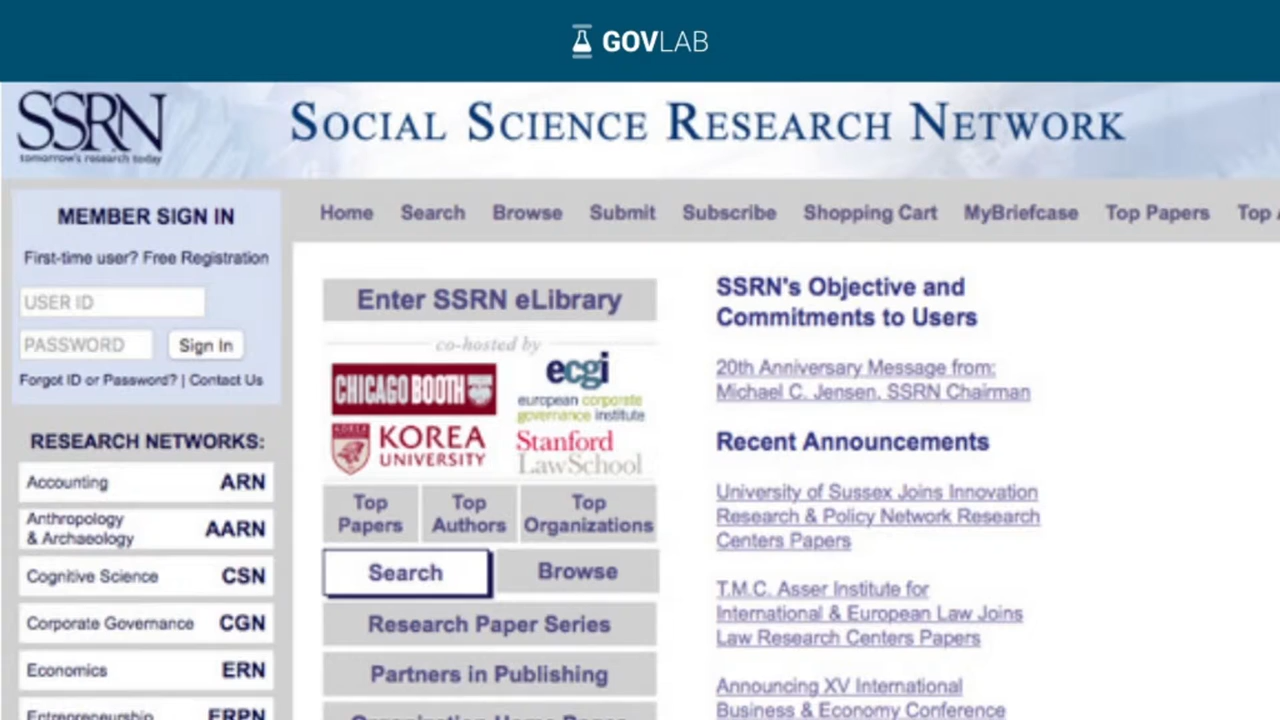 GOVLAB
SSRN
tomorrow's research today
SOCIAL SCIENCE RESEARCH NETWORK
Home Search Browse Submit Subscribe Shopping Cart MyBriefcase Top Papers Top
MEMBER SIGN IN
First-time user? Free Registration
USER ID
PASSWORD Sign In
Forgot ID or Password? | Contact Us
RESEARCH NETWORKS:
Accounting ARN
Anthropology
& Archaeology AARN
Cognitive Science CSN
Corporate Governance CGN
Economics ERN
Entrepreneurship ERPN
Enter SSRN eLibrary
co-hosted by
CHICAGO BOOTH
ecgi
european corporate
governance institute
KOREA
UNIVERSITY
Stanford
LawSchool
Top
Papers
Top
Authors
Top
Organizations
Search Browse
Research Paper Series
Partners in Publishing
Organization Home Pages
SSRN's Objective and
Commitments to Users
20th Anniversary Message from:
Michael C. Jensen, SSRN Chairman
Recent Announcements
University of Sussex Joins Innovation
Research & Policy Network Research
Centers Papers
T.M.C. Asser Institute for
International & European Law Joins
Law Research Centers Papers
Announcing XV International
Business & Economy Conference